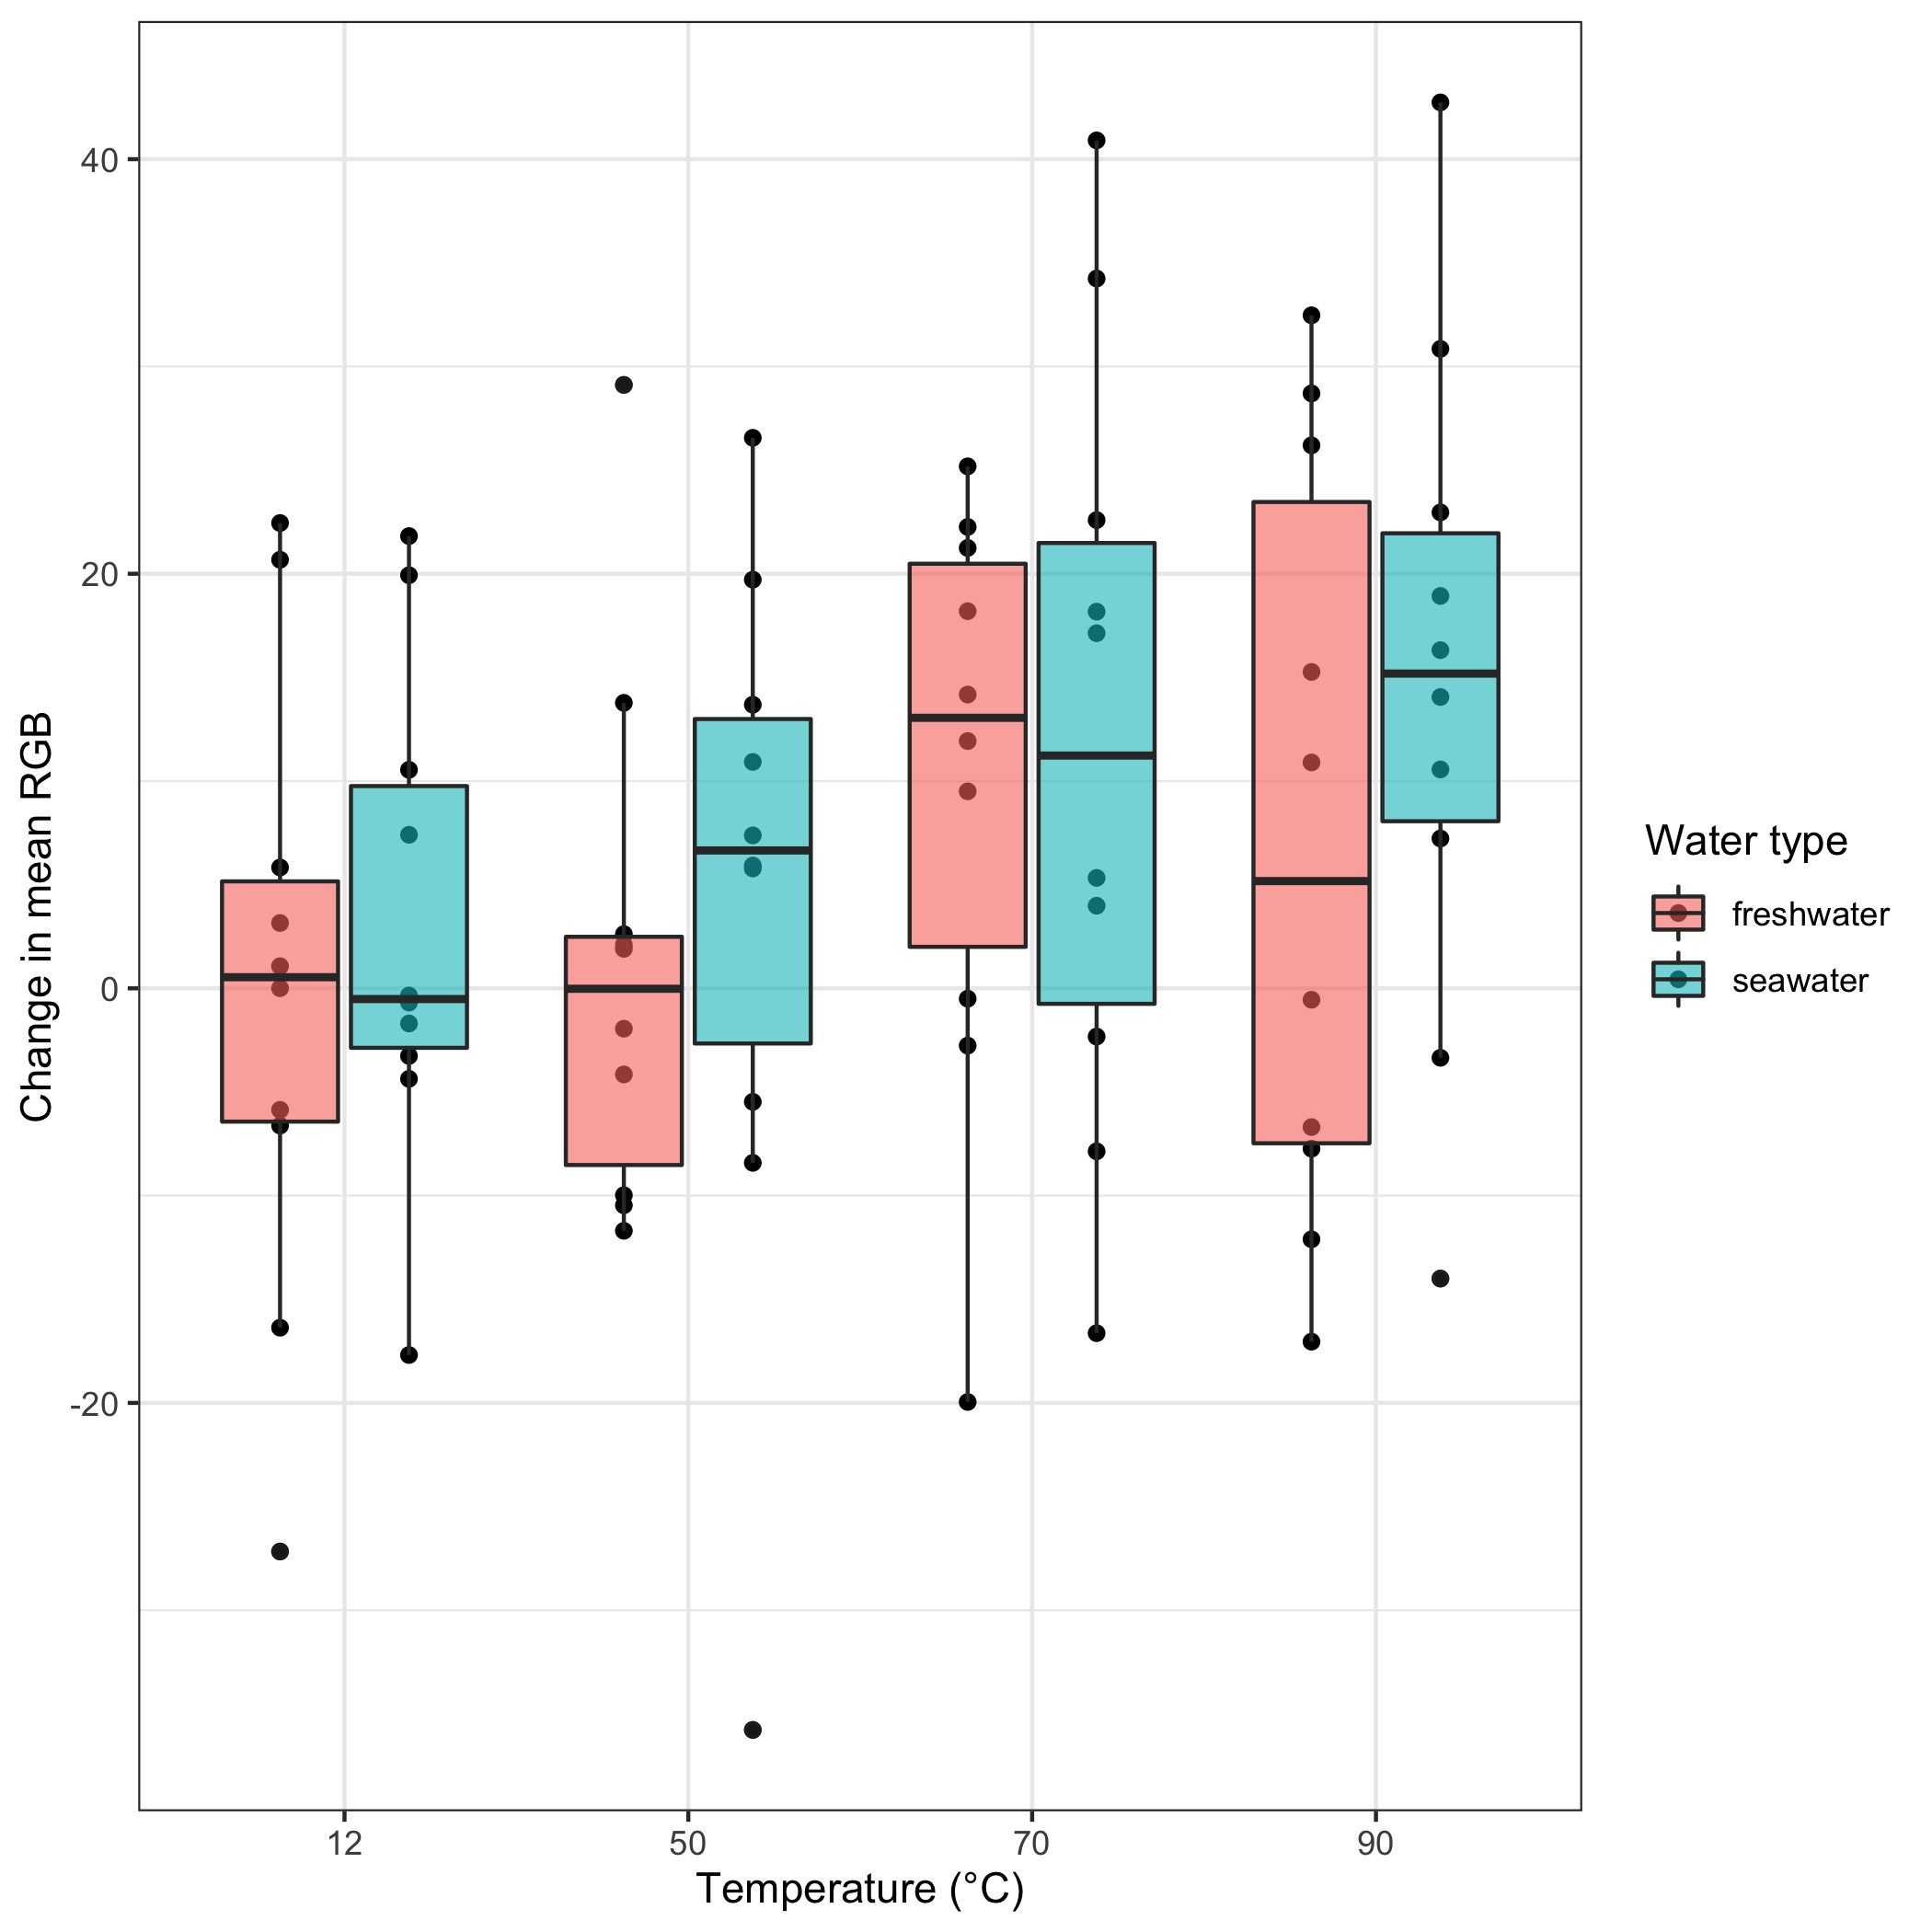 Change in mean RGB
40
20
0
-20
12 50 70 90
Temperature (°C)
Water type
freshwater
seawater